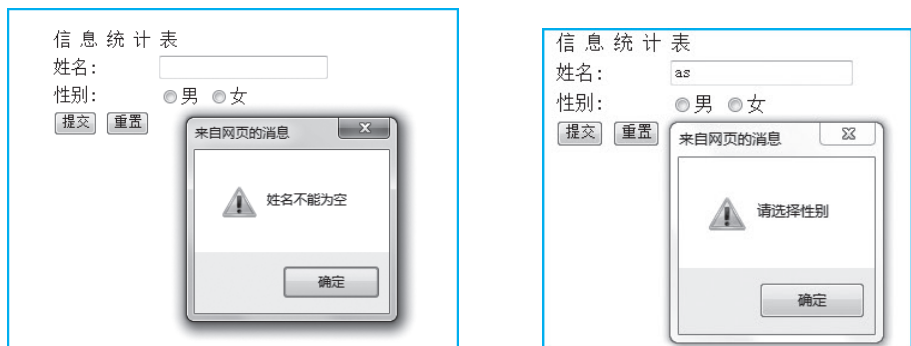 信息统计表
姓名:
性别: 男 女
提交 重置
来自网页的消息
姓名不能为空
确定
信息统计表
姓名: as
性别: 男 女
提交 重置
来自网页的消息
请选择性别
确定